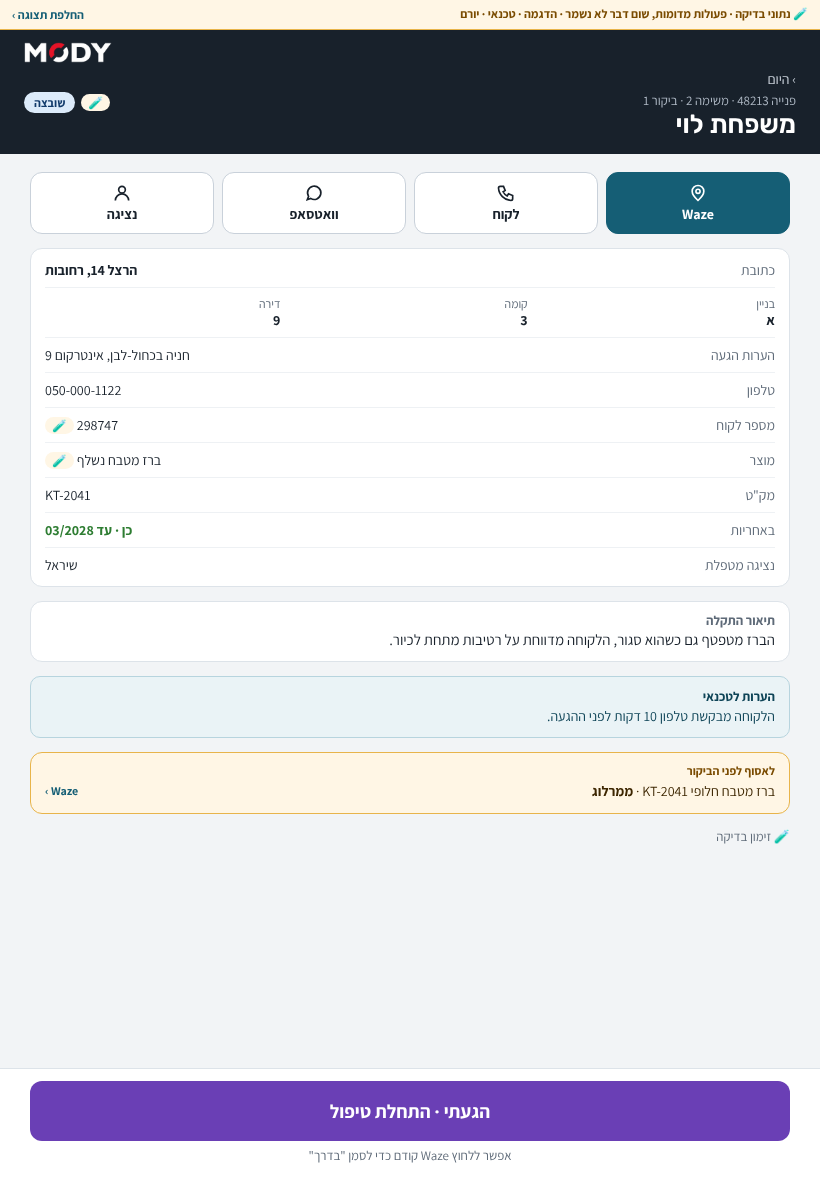 🧪 נתוני בדיקה · פעולות מדומות, שום דבר לא נשמר · הדגמה · טכנאי · יורם
החלפת תצוגה ›
MODY
› היום
פנייה 48213 · משימה 2 · ביקור 1
משפחת לוי
🧪 שובצה
Waze
לקוח
וואטסאפ
נציגה
כתובת הרצל 14, רחובות
בניין קומה דירה
א 3 9
הערות הגעה חניה בכחול-לבן, אינטרקום 9
טלפון 050-000-1122
מספר לקוח 298747 🧪
מוצר ברז מטבח נשלף 🧪
מק"ט KT-2041
באחריות כן · עד 03/2028
נציגה מטפלת שיראל
תיאור התקלה
הברז מטפטף גם כשהוא סגור, הלקוחה מדווחת על רטיבות מתחת לכיור.
הערות לטכנאי
הלקוחה מבקשת טלפון 10 דקות לפני ההגעה.
לאסוף לפני הביקור
ברז מטבח חלופי KT-2041 · ממרלוג
Waze ›
🧪 זימון בדיקה
הגעתי · התחלת טיפול
אפשר ללחוץ Waze קודם כדי לסמן "בדרך"